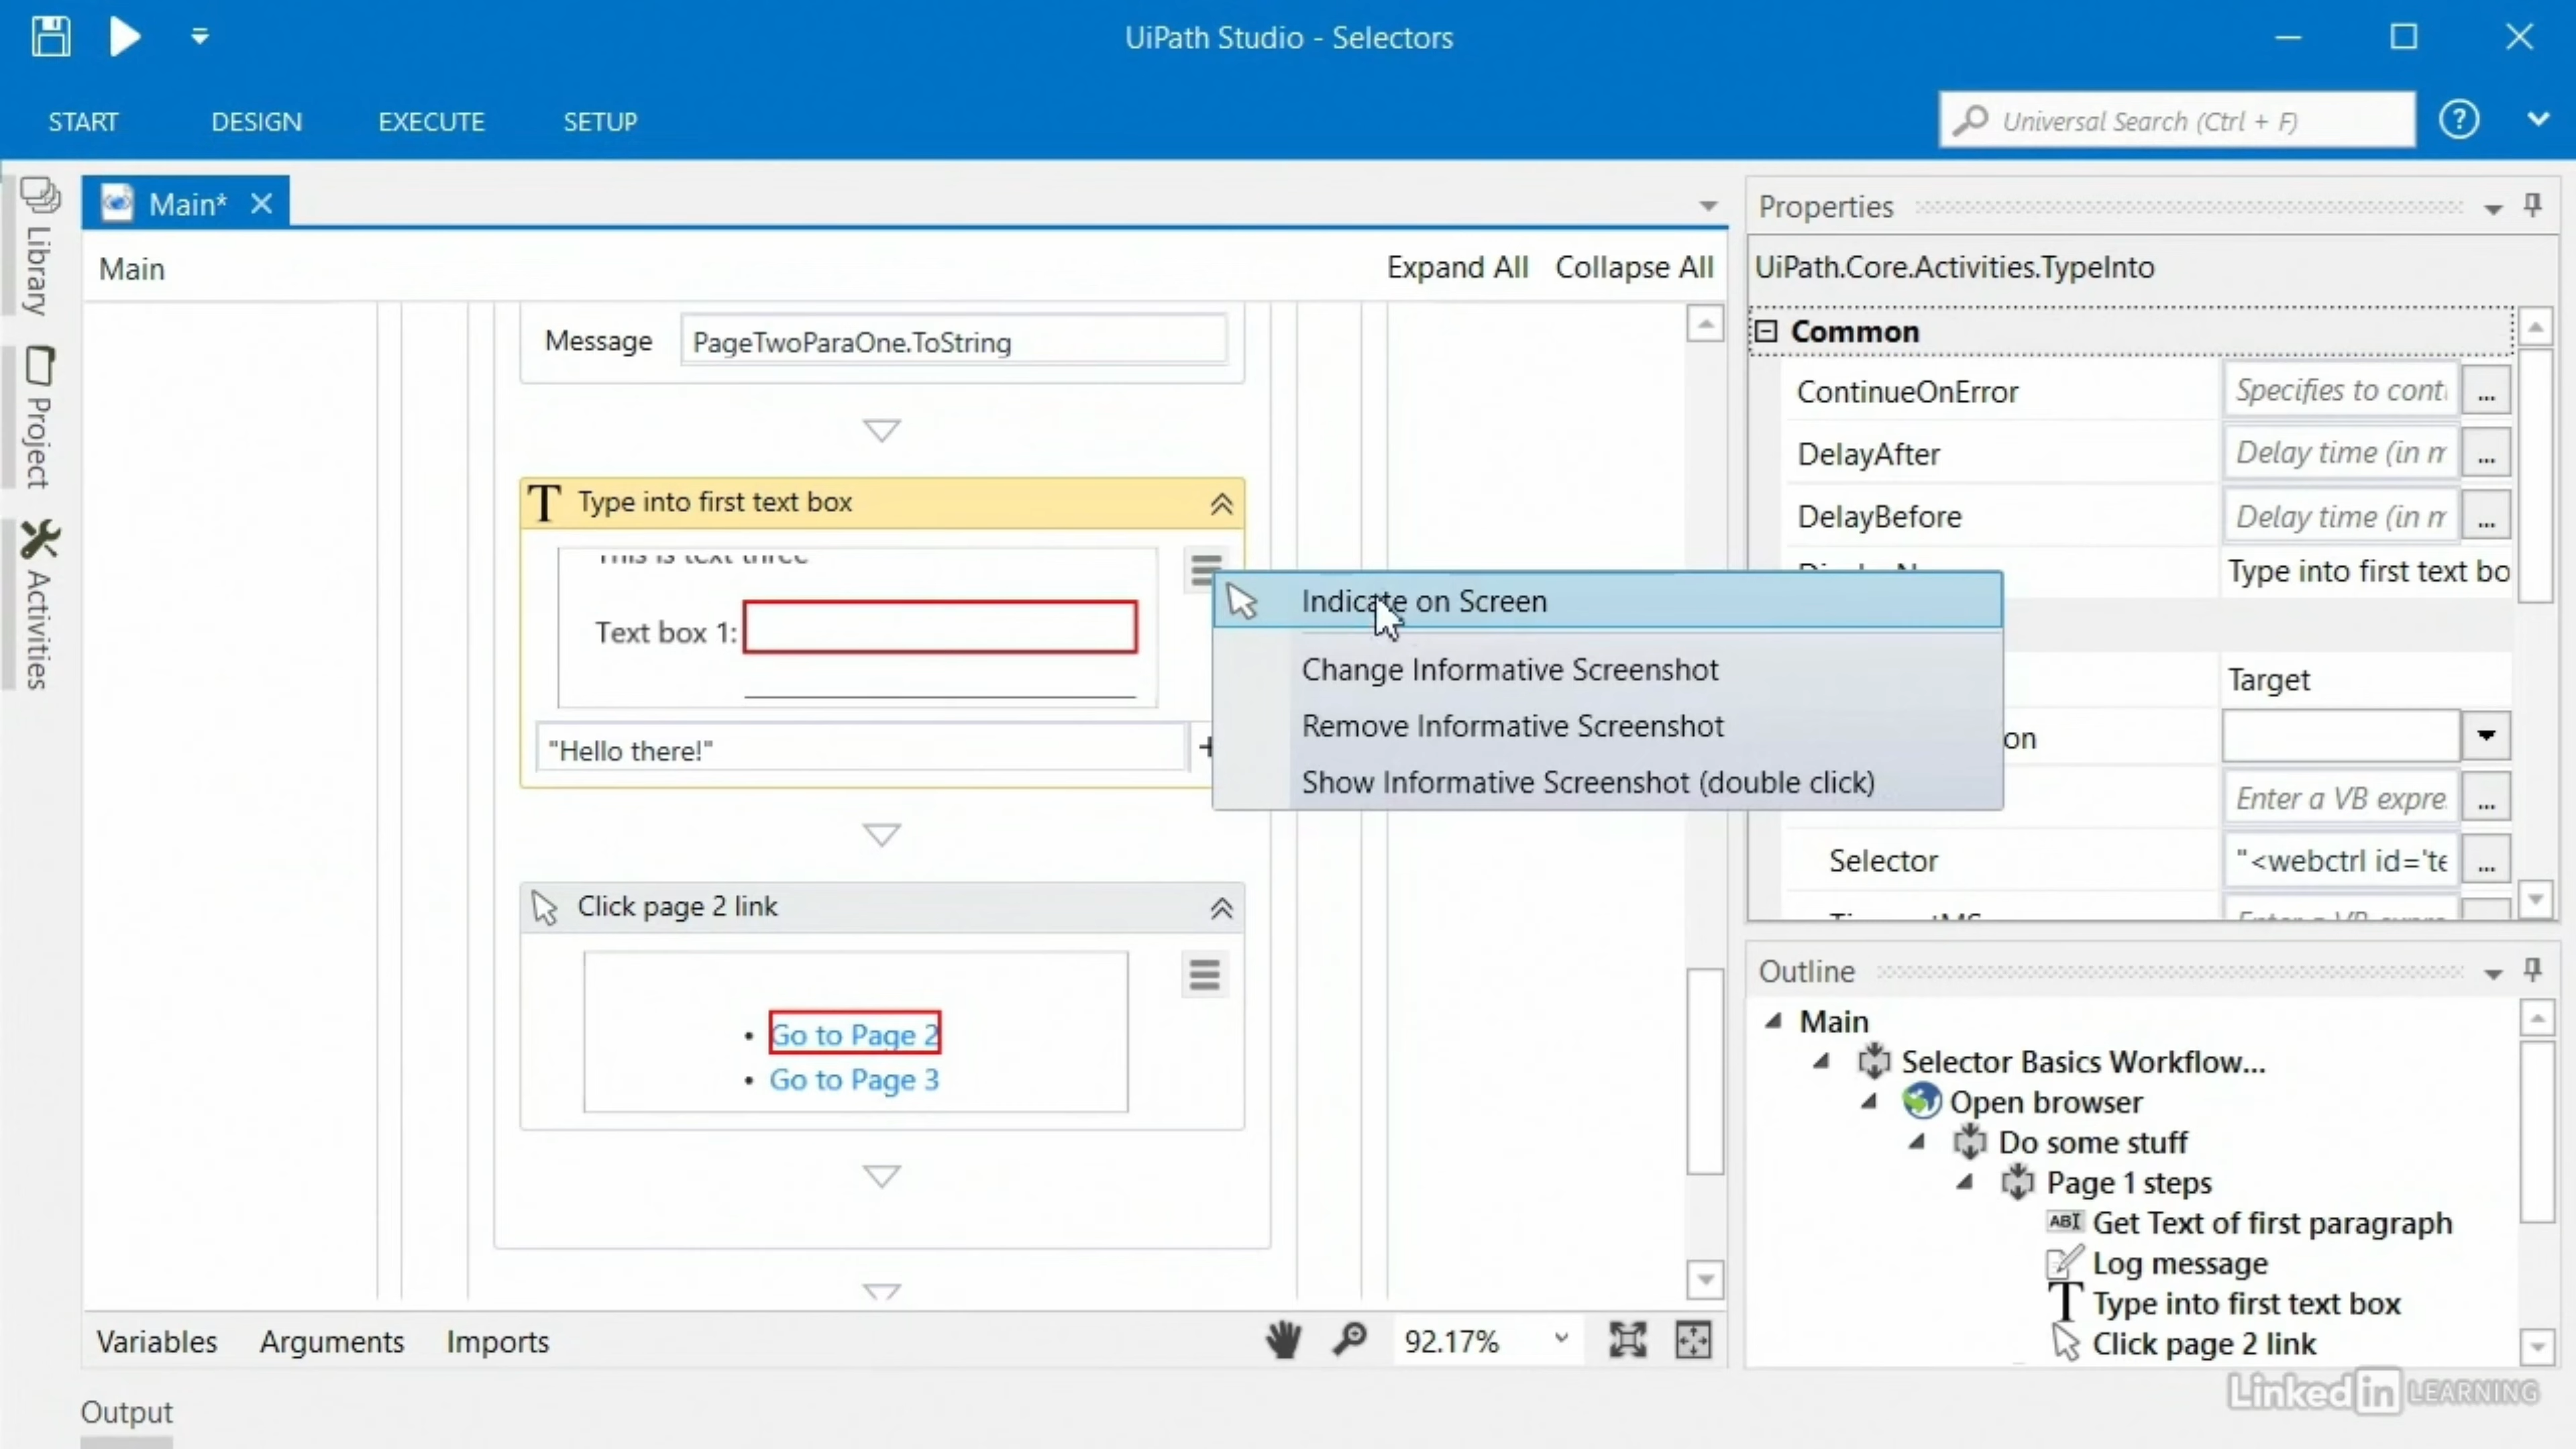 UiPath Studio - Selectors
START
DESIGN
EXECUTE
SETUP
Universal Search (Ctrl + F)
Library
Project
Activities
Main*
Main
Expand All
Collapse All
Message
PageTwoParaOne.ToString
Type into first text box
This is text three
Text box 1:
"Hello there!"
Indicate on Screen
Change Informative Screenshot
Remove Informative Screenshot
Show Informative Screenshot (double click)
Click page 2 link
• Go to Page 2
• Go to Page 3
Variables
Arguments
Imports
92.17%
Output
Properties
UiPath.Core.Activities.TypeInto
Common
ContinueOnError
Specifies to cont
...
DelayAfter
Delay time (in m
...
DelayBefore
Delay time (in m
...
Type into first text bo
Target
on
Enter a VB expre
...
Selector
"<webctrl id='te
...
Outline
Main
Selector Basics Workflow...
Open browser
Do some stuff
Page 1 steps
ABI Get Text of first paragraph
Log message
T Type into first text box
Click page 2 link
Linked in LEARNING